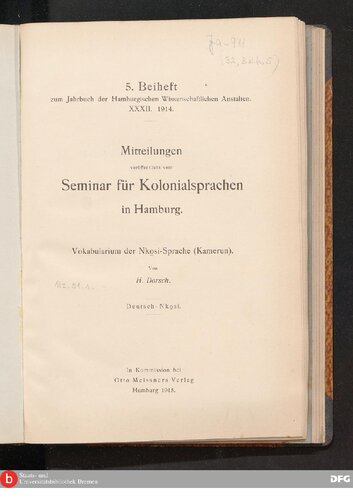 5. Beiheft
zum Jahrbuch der Hamburgischen Wissenschaftlichen Anstalten.
XXXII. 1914.
Mitteilungen
veröffentlicht vom
Seminar für Kolonialsprachen
in Hamburg.
Vokabularium der Nkọsi-Sprache (Kamerun).
Von
H. Dorsch.
Deutsch-Nkọsi.
In Kommission bei
Otto Meissners Verlag
Hamburg 1915.
b
Staats- und
Universitätsbibliothek Bremen
DFG